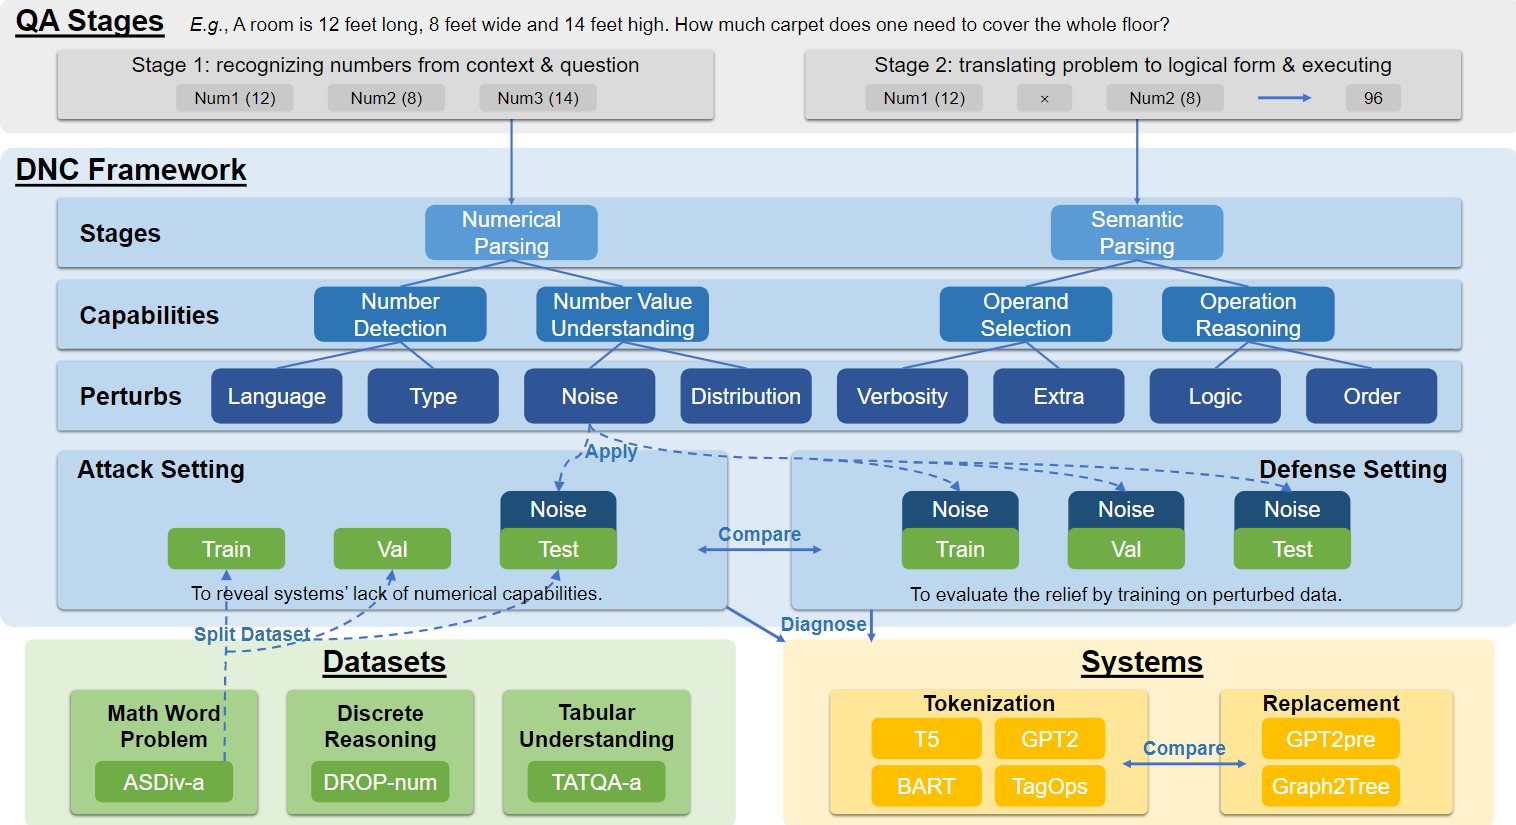 QA Stages
E.g., A room is 12 feet long, 8 feet wide and 14 feet high. How much carpet does one need to cover the whole floor?
Stage 1: recognizing numbers from context & question
Num1 (12)
Num2 (8)
Num3 (14)
Stage 2: translating problem to logical form & executing
Num1 (12)
×
Num2 (8)
96
DNC Framework
Stages
Numerical
Parsing
Semantic
Parsing
Capabilities
Number
Detection
Number Value
Understanding
Operand
Selection
Operation
Reasoning
Perturbs
Language
Type
Noise
Distribution
Verbosity
Extra
Logic
Order
Attack Setting
Apply
Noise
Train
Val
Test
To reveal systems' lack of numerical capabilities.
Compare
Defense Setting
Noise
Train
Noise
Val
Noise
Test
To evaluate the relief by training on perturbed data.
Split Dataset
Diagnose
Datasets
Math Word
Problem
ASDiv-a
Discrete
Reasoning
DROP-num
Tabular
Understanding
TATQA-a
Systems
Tokenization
T5
GPT2
BART
TagOps
Compare
Replacement
GPT2pre
Graph2Tree